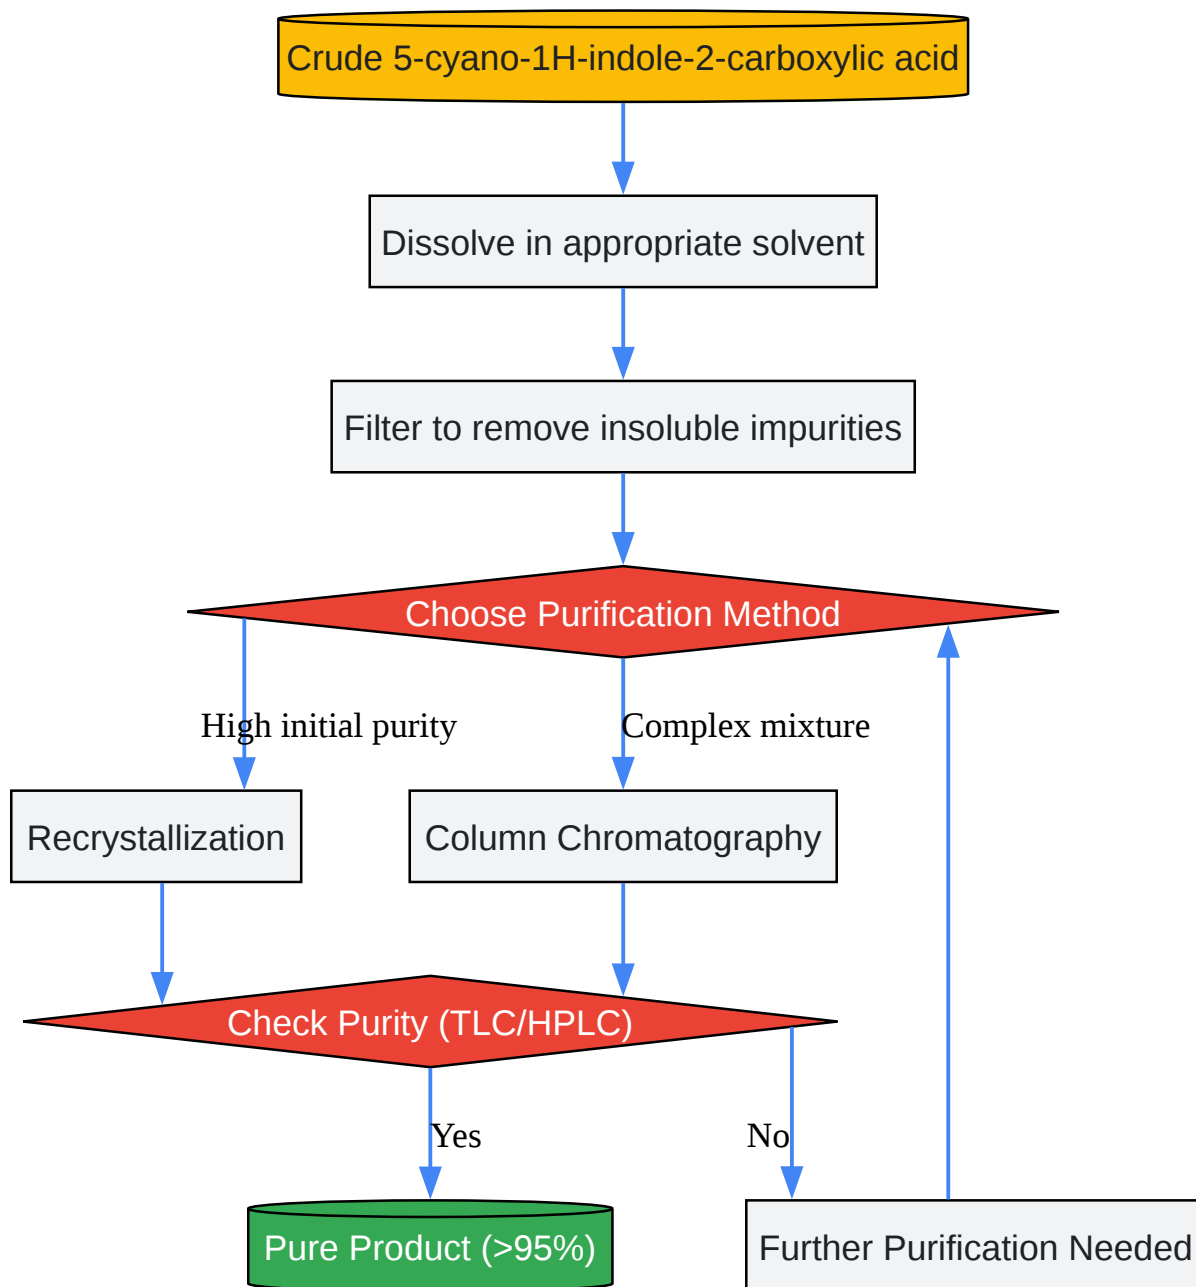 Crude 5-cyano-1H-indole-2-carboxylic acid
Dissolve in appropriate solvent
Filter to remove insoluble impurities
Choose Purification Method
High initial purity
Complex mixture
Recrystallization
Column Chromatography
Check Purity (TLC/HPLC)
Yes
No
Pure Product (>95%)
Further Purification Needed